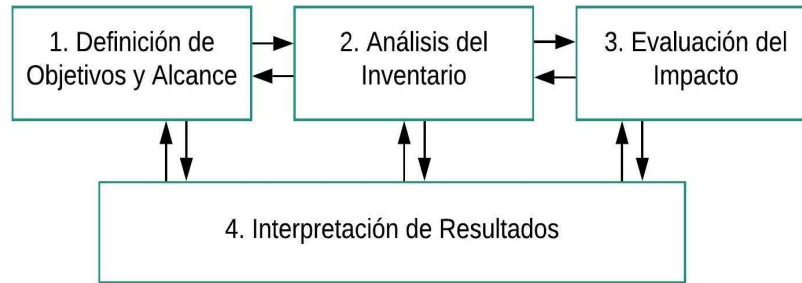 1. Definición de
Objetivos y Alcance
2. Análisis del
Inventario
3. Evaluación del
Impacto
4. Interpretación de Resultados